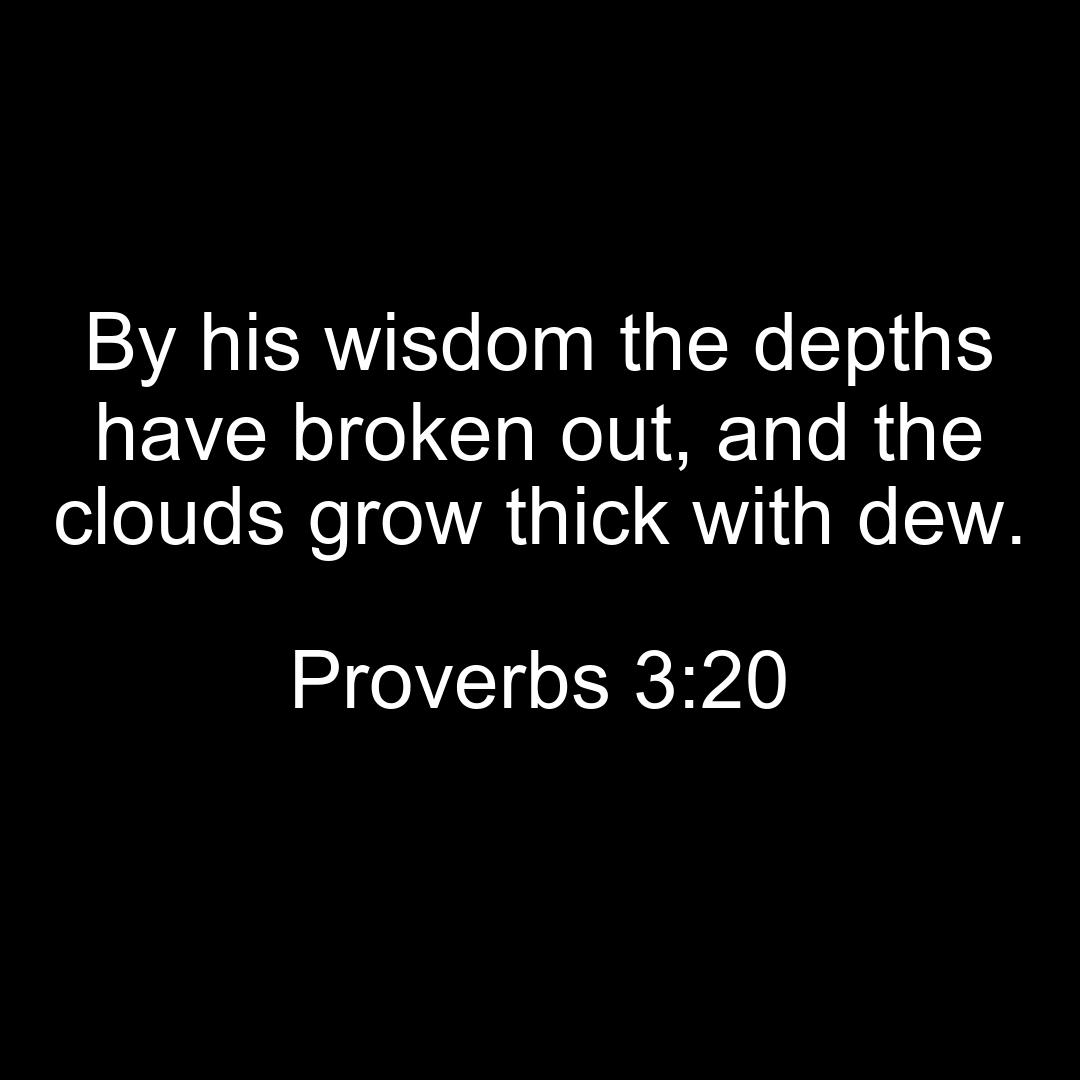 By his wisdom the depths
have broken out, and the
clouds grow thick with dew.
Proverbs 3:20